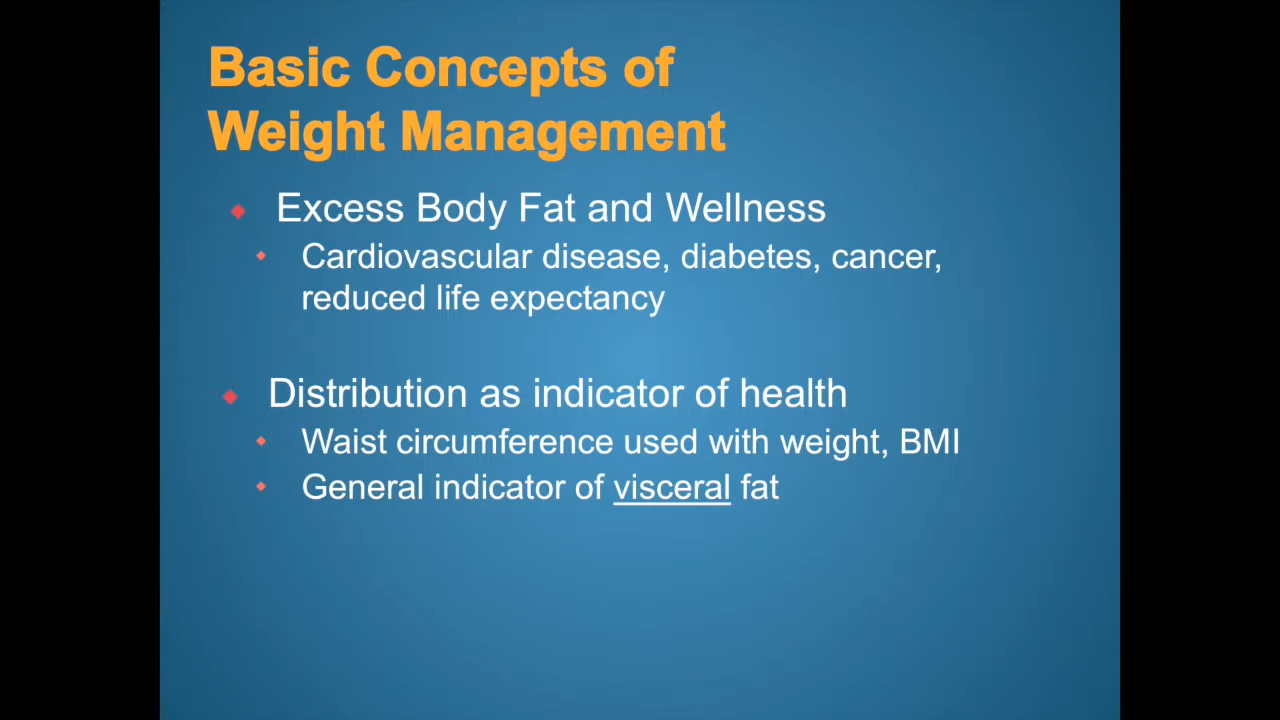 Basic Concepts of
Weight Management
Excess Body Fat and Wellness
Cardiovascular disease, diabetes, cancer,
reduced life expectancy
Distribution as indicator of health
Waist circumference used with weight, BMI
General indicator of visceral fat